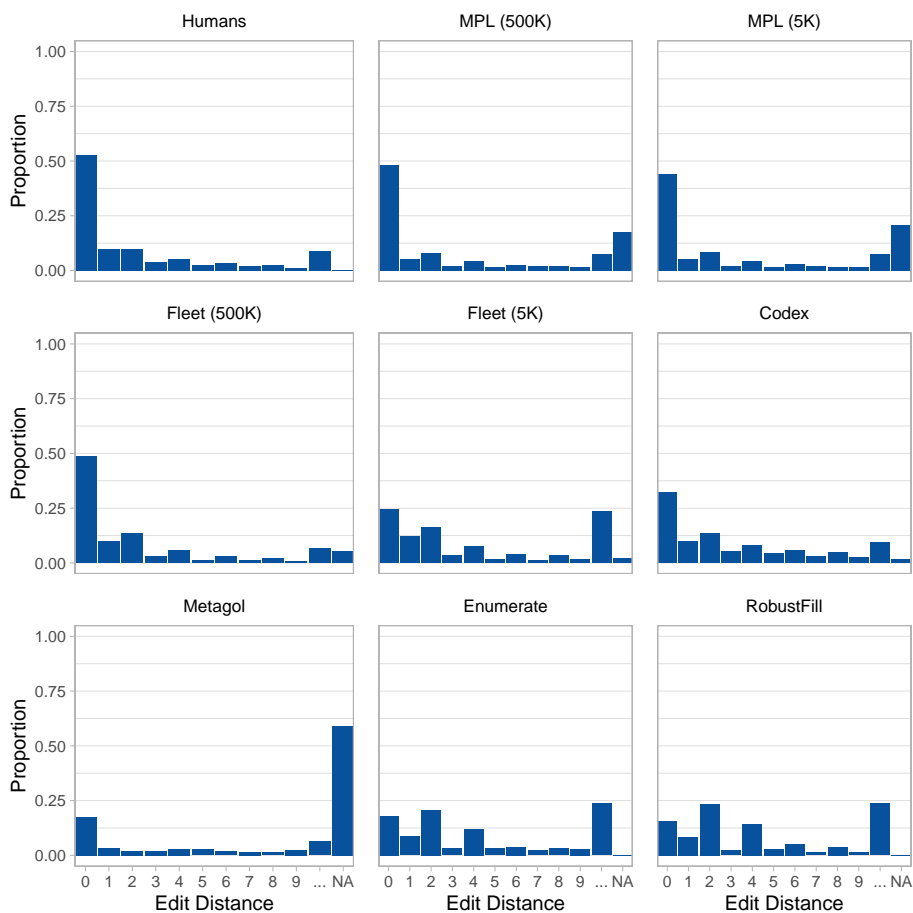 Humans MPL (500K) MPL (5K)
1.00
0.75
0.50
0.25
0.00
Proportion
Fleet (500K) Fleet (5K) Codex
1.00
0.75
0.50
0.25
0.00
Proportion
Metagol Enumerate RobustFill
1.00
0.75
0.50
0.25
0.00
Proportion
0 1 2 3 4 5 6 7 8 9 ... NA 0 1 2 3 4 5 6 7 8 9 ... NA 0 1 2 3 4 5 6 7 8 9 ... NA
Edit Distance Edit Distance Edit Distance